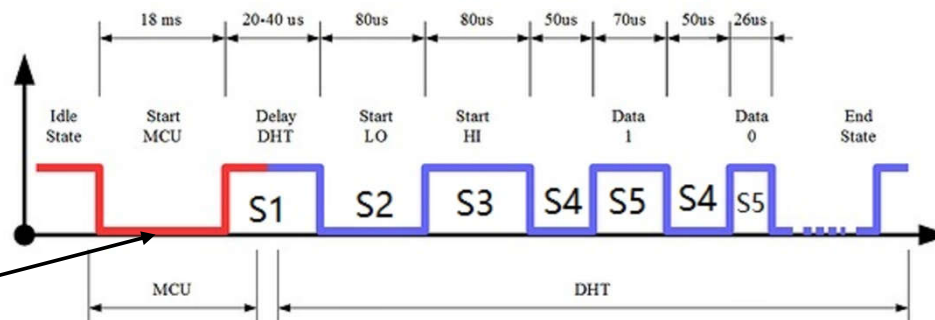 18 ms 20-40 us 80us 80us 50us 70us 50us 26us
Idle Start Delay Start Start Data Data End
State MCU DHT LO HI 1 0 State
S1 S2 S3 S4 S5 S4 S5
MCU DHT